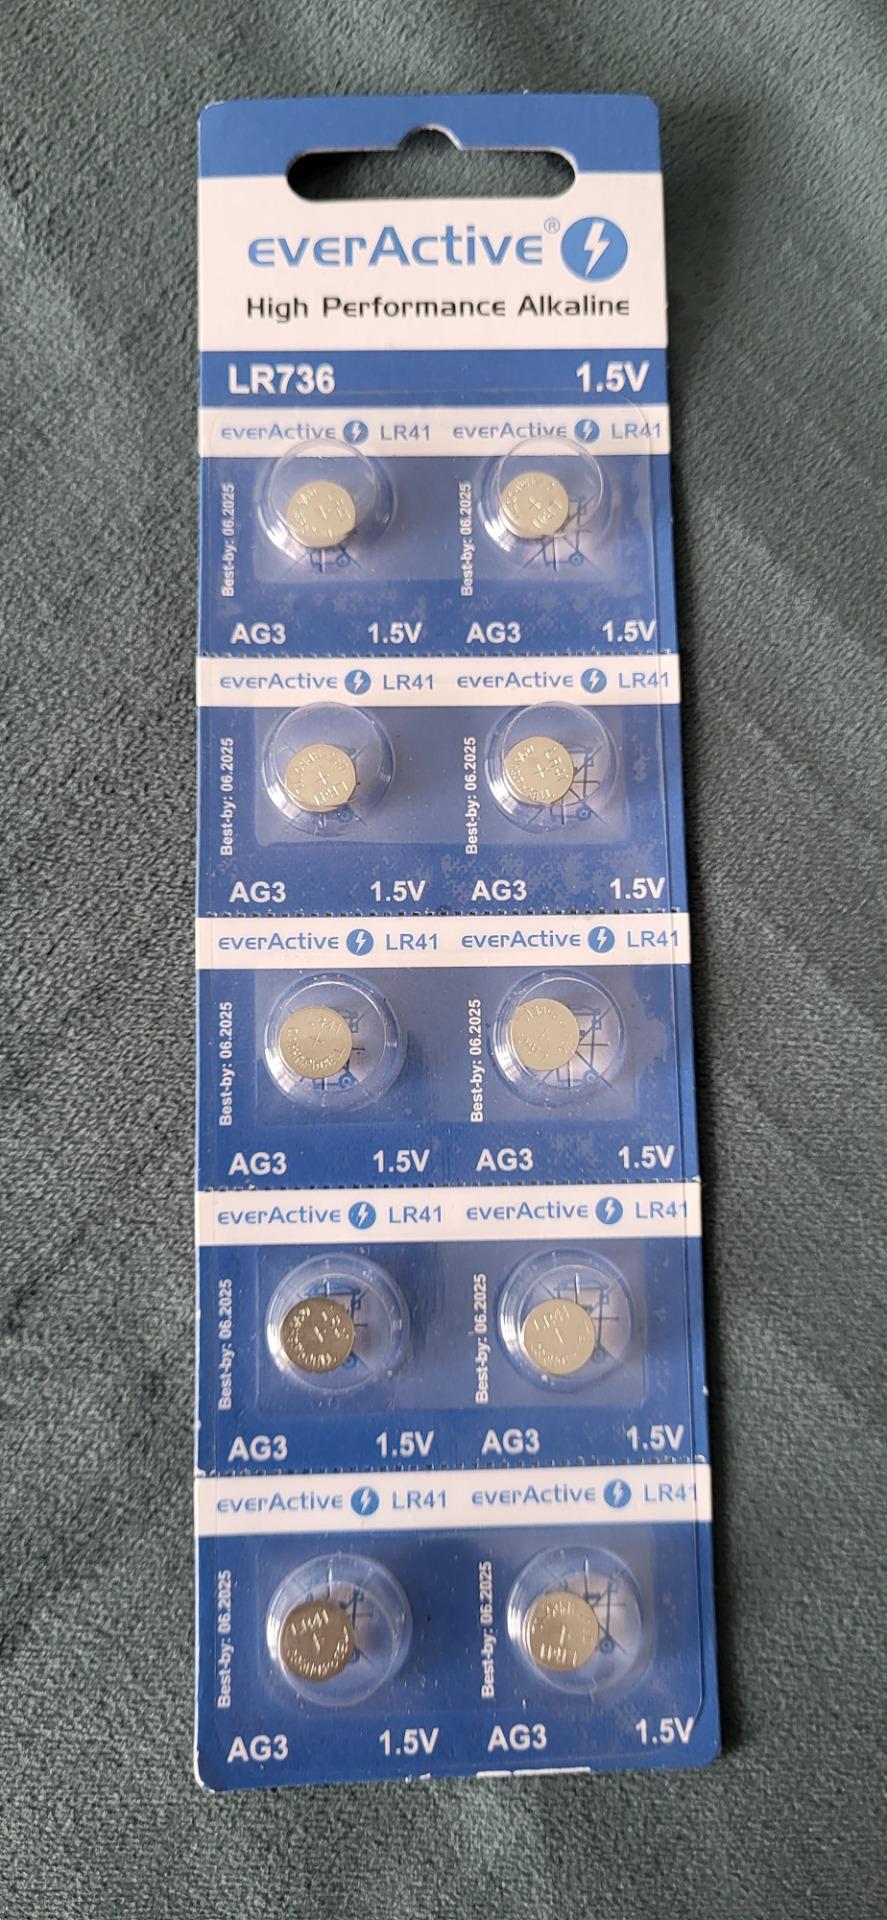 everActive®
High Performance Alkaline
LR736 1.5V
everActive LR41 everActive LR41
Best-by: 06.2025 Best-by: 06.2025
AG3 1.5V AG3 1.5V
everActive LR41 everActive LR41
Best-by: 06.2025 Best-by: 06.2025
AG3 1.5V AG3 1.5V
everActive LR41 everActive LR41
Best-by: 06.2025 Best-by: 06.2025
LR41
AG3 1.5V AG3 1.5V
everActive LR41 everActive LR41
Best-by: 06.2025 Best-by: 06.2025
LR41
AG3 1.5V AG3 1.5V
everActive LR41 everActive LR41
Best-by: 06.2025 Best-by: 06.2025
LR41 LR41
AG3 1.5V AG3 1.5V